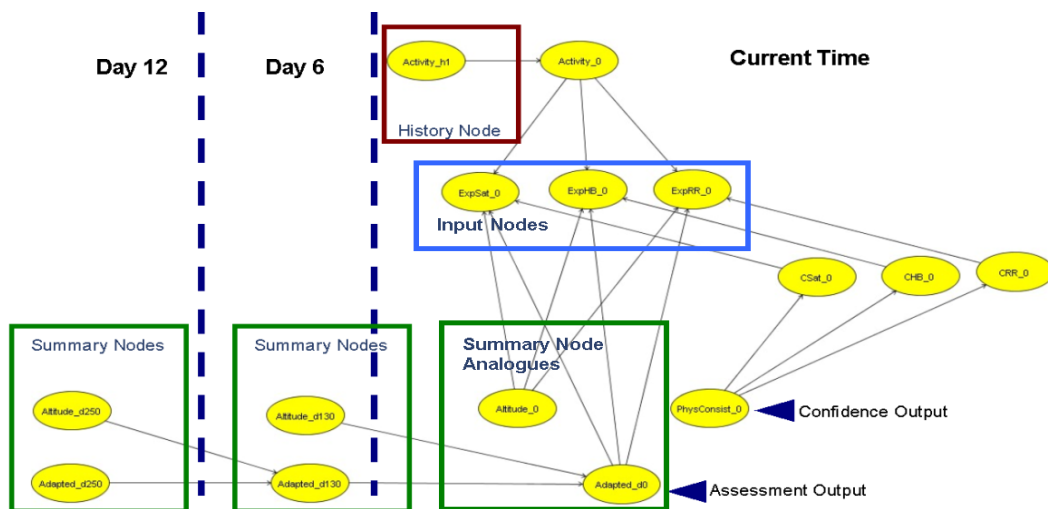 Day 12
Day 6
Current Time
Activity_h1
Activity_0
History Node
ExpSat_0
ExpHB_0
ExpRR_0
Input Nodes
CSat_0
CHB_0
CRR_0
Summary Nodes
Summary Nodes
Summary Node
Analogues
Altitude_d250
Altitude_d130
Altitude_0
PhysConsist_0
Confidence Output
Adapted_d250
Adapted_d130
Adapted_d0
Assessment Output